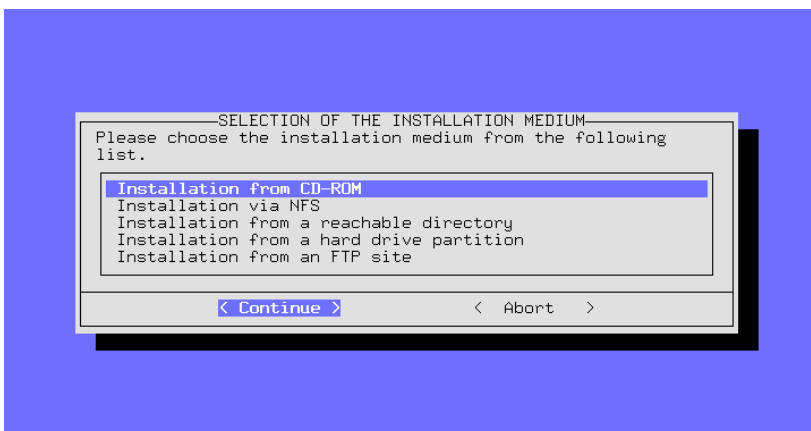 SELECTION OF THE INSTALLATION MEDIUM
Please choose the installation medium from the following
list.
Installation from CD-ROM
Installation via NFS
Installation from a reachable directory
Installation from a hard drive partition
Installation from an FTP site
< Continue > < Abort >